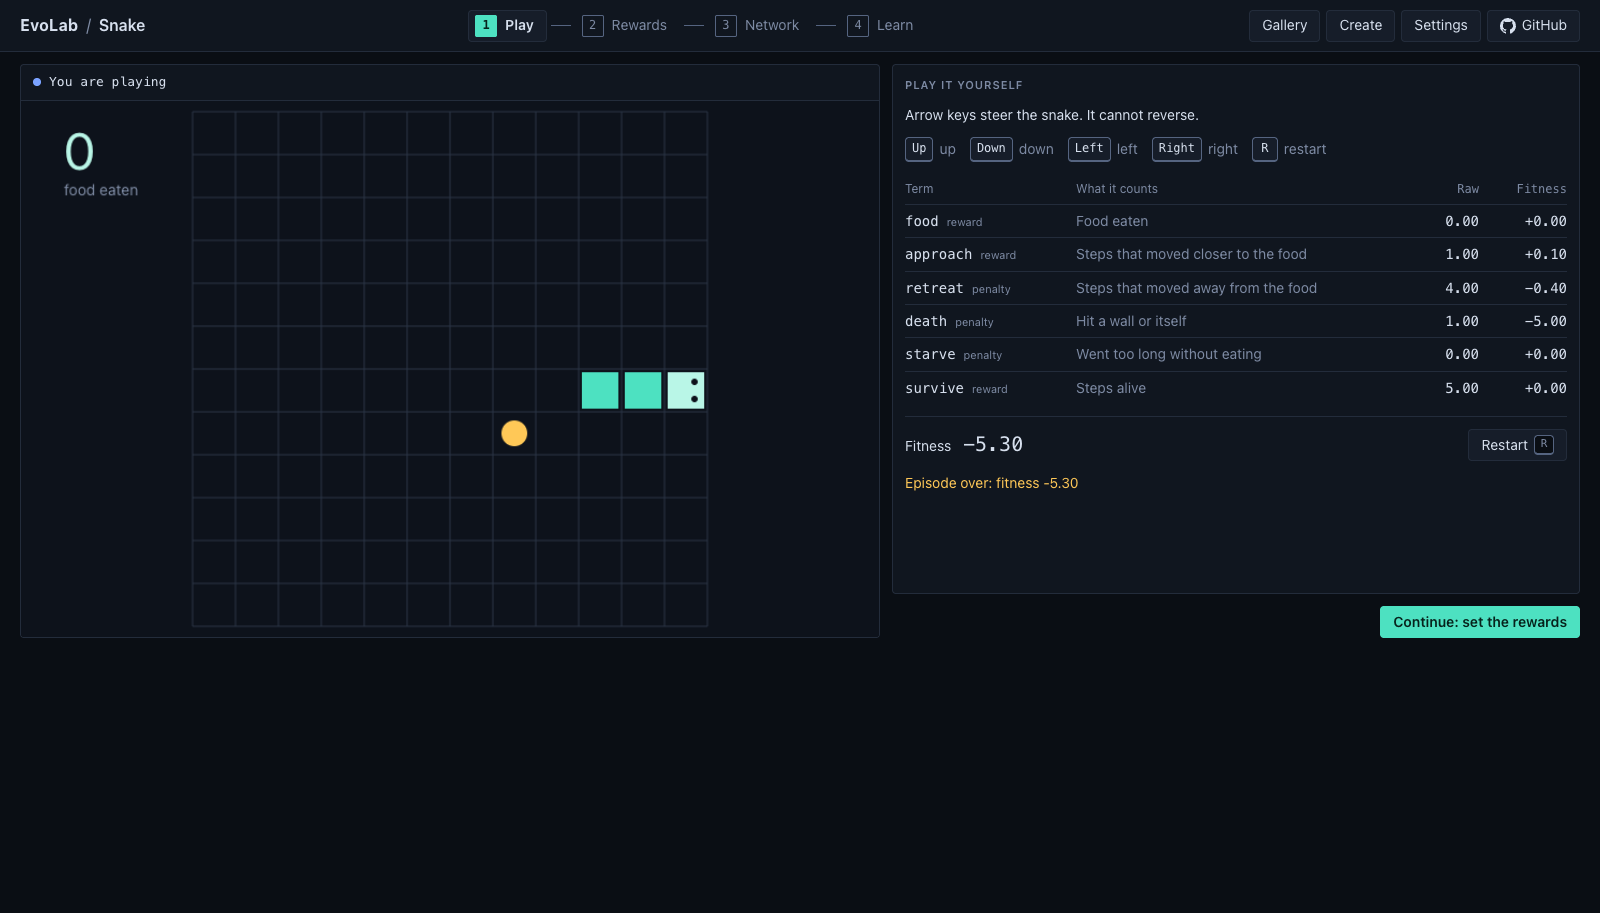 EvoLab / Snake
1 Play
2 Rewards
3 Network
4 Learn
Gallery
Create
Settings
GitHub
You are playing
0
food eaten
PLAY IT YOURSELF
Arrow keys steer the snake. It cannot reverse.
Up up Down down Left left Right right R restart
Term What it counts Raw Fitness
food reward Food eaten 0.00 +0.00
approach reward Steps that moved closer to the food 1.00 +0.10
retreat penalty Steps that moved away from the food 4.00 −0.40
death penalty Hit a wall or itself 1.00 −5.00
starve penalty Went too long without eating 0.00 +0.00
survive reward Steps alive 5.00 +0.00
Fitness −5.30
Restart R
Episode over: fitness -5.30
Continue: set the rewards